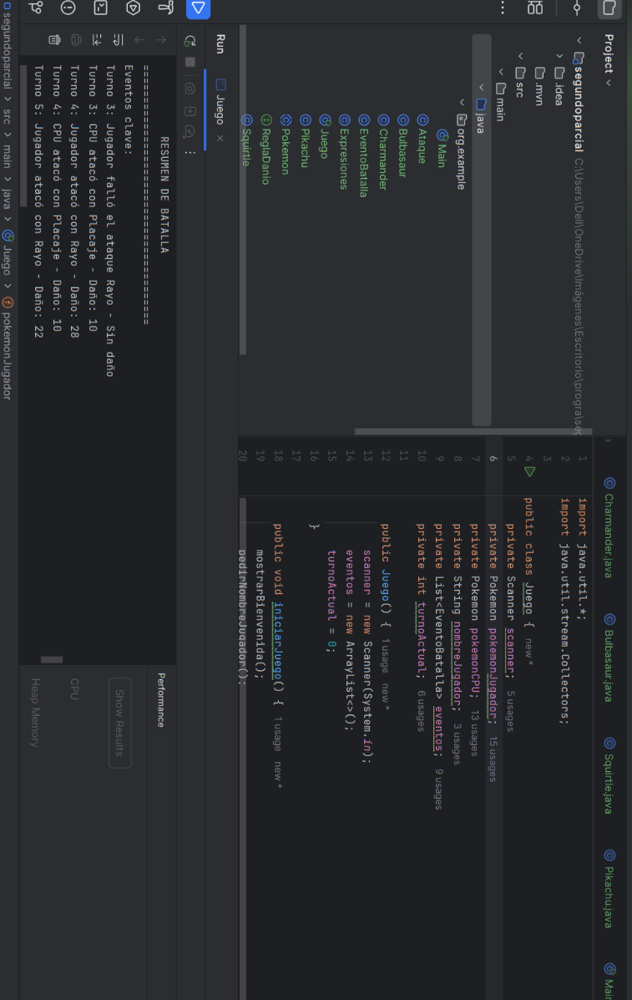 Project
segundoparcial C:\Users\Dell\OneDrive\Imágenes\Escritorio\progra\seg
.idea
.mvn
src
main
java
org.example
Main
Ataque
Bulbasaur
Charmander
EventoBatalla
Expresiones
Juego
Pikachu
Pokemon
ReglaDanio
Squirtle
Charmander.java
Bulbasaur.java
Squirtle.java
Pikachu.java
Main
1 import java.util.*;
2 import java.util.stream.Collectors;
3
4 public class Juego { new *
5 private Scanner scanner; 5 usages
6 private Pokemon pokemonJugador; 15 usages
7 private Pokemon pokemonCPU; 13 usages
8 private String nombreJugador; 3 usages
9 private List<EventoBatalla> eventos; 9 usages
10 private int turnoActual; 6 usages
11
12 public Juego() { 1 usage new *
13 scanner = new Scanner(System.in);
14 eventos = new ArrayList<>();
15 turnoActual = 0;
16 }
17
18 public void iniciarJuego() { 1 usage new *
19 mostrarBienvenida();
20 pedirNombreJugador();
Run
Juego
RESUMEN DE BATALLA
========================================
Eventos clave:
Turno 3: Jugador falló el ataque Rayo - Sin daño
Turno 3: CPU atacó con Placaje - Daño: 10
Turno 4: Jugador atacó con Rayo - Daño: 28
Turno 4: CPU atacó con Placaje - Daño: 10
Turno 5: Jugador atacó con Rayo - Daño: 22
Performance
Show Results
CPU
Heap Memory
segundoparcial > src > main > java > Juego > pokemonJugador